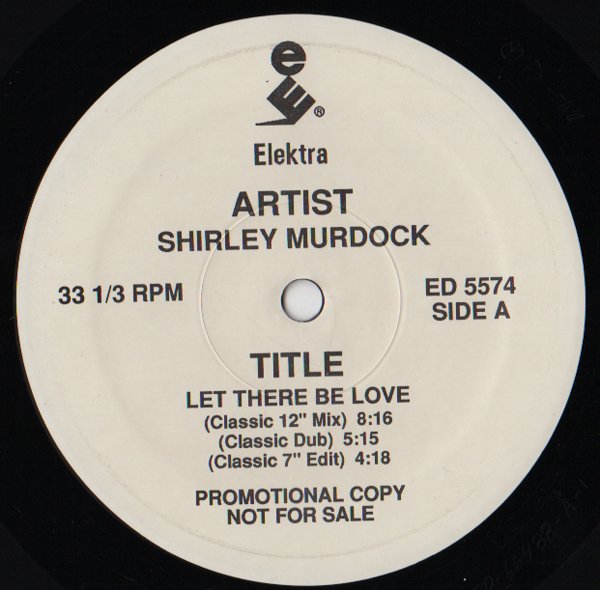 e
®
Elektra
ARTIST
SHIRLEY MURDOCK
33 1/3 RPM
ED 5574
SIDE A
TITLE
LET THERE BE LOVE
(Classic 12" Mix) 8:16
(Classic Dub) 5:15
(Classic 7" Edit) 4:18
PROMOTIONAL COPY
NOT FOR SALE